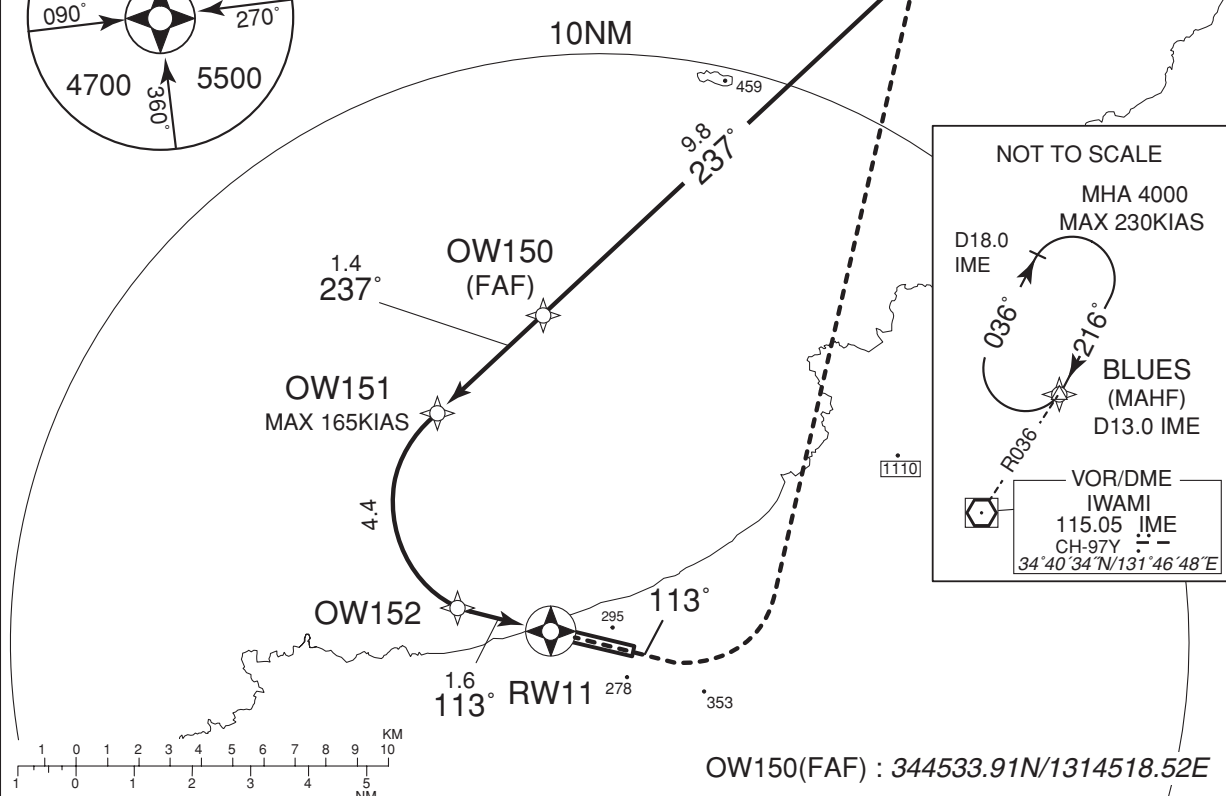 090°
270°
4700
5500
360°
10NM
459
9.8
237°
OW150
(FAF)
1.4
237°
OW151
MAX 165KIAS
4.4
OW152
1.6
113°
RW11
113°
295
278
353
1110
NOT TO SCALE
MHA 4000
MAX 230KIAS
D18.0
IME
036°
216°
BLUES
(MAHF)
D13.0 IME
R036
VOR/DME
IWAMI
115.05 IME
CH-97Y
34°40´34˝N/131°46´48˝E
KM
1 0 1 2 3 4 5 6 7 8 9 10
1 0 1 2 3 4 5
NM
OW150(FAF) : 344533.91N/1314518.52E